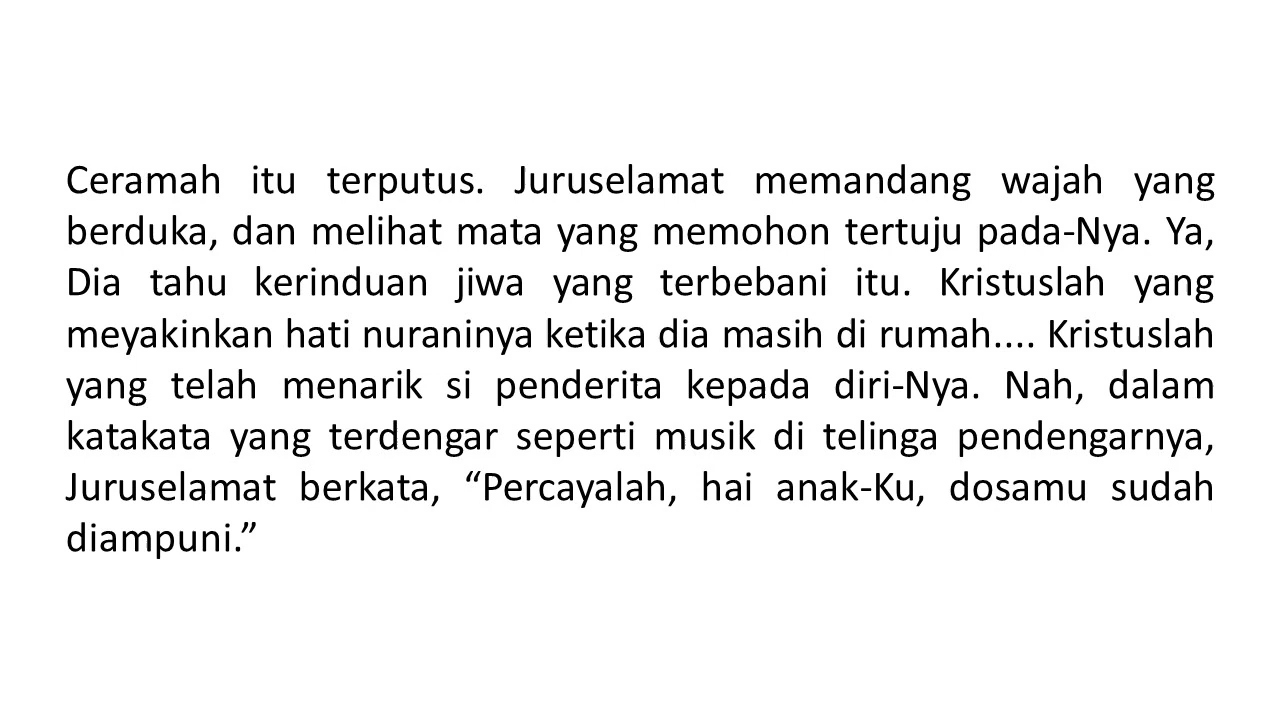 Ceramah itu terputus. Juruselamat memandang wajah yang
berduka, dan melihat mata yang memohon tertuju pada-Nya. Ya,
Dia tahu kerinduan jiwa yang terbebani itu. Kristuslah yang
meyakinkan hati nuraninya ketika dia masih di rumah.... Kristuslah
yang telah menarik si penderita kepada diri-Nya. Nah, dalam
katakata yang terdengar seperti musik di telinga pendengarnya,
Juruselamat berkata, “Percayalah, hai anak-Ku, dosamu sudah
diampuni.”